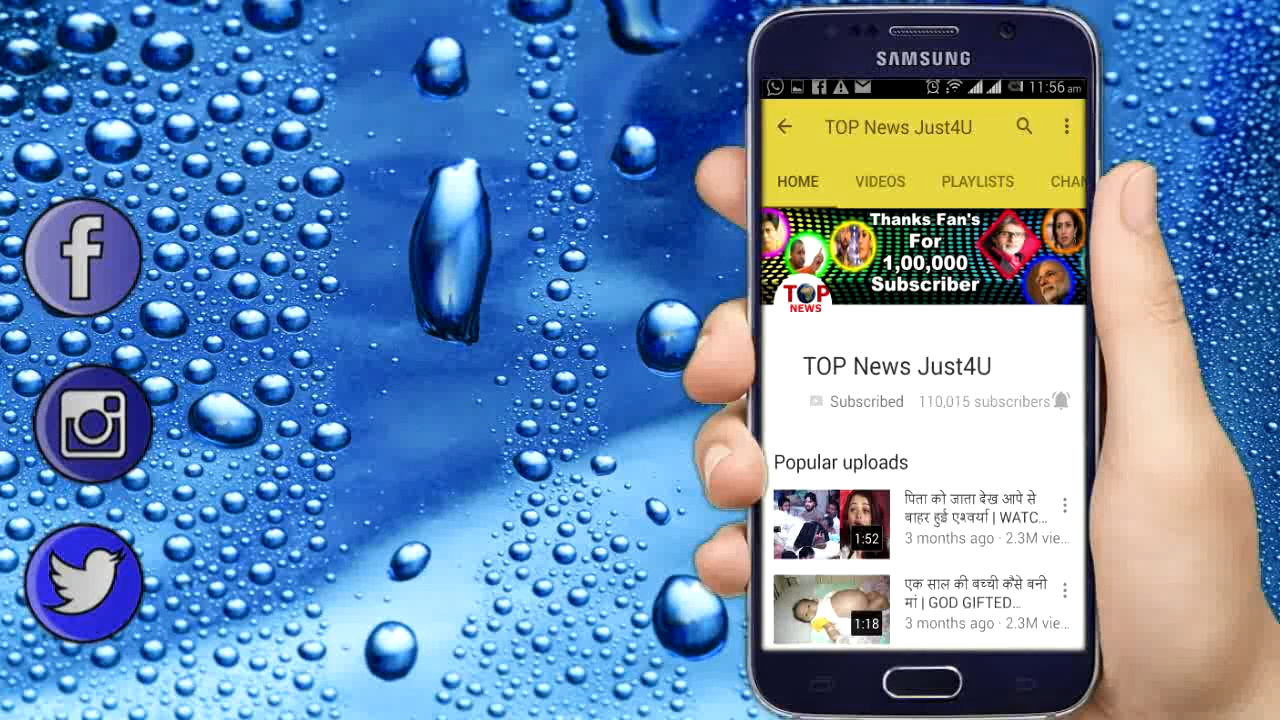 SAMSUNG
11:56 am
TOP News Just4U
HOME VIDEOS PLAYLISTS CHAN
Thanks Fan's
For
1,00,000
Subscriber
TOP
NEWS
TOP News Just4U
Subscribed 110,015 subscribers
Popular uploads
पिता को जाता देख आपे से
बाहर हुई एश्वर्या | WATC...
3 months ago · 2.3M vie...
1:52
एक साल की बच्ची कैसे बनी
मां | GOD GIFTED...
3 months ago · 2.3M vie...
1:18